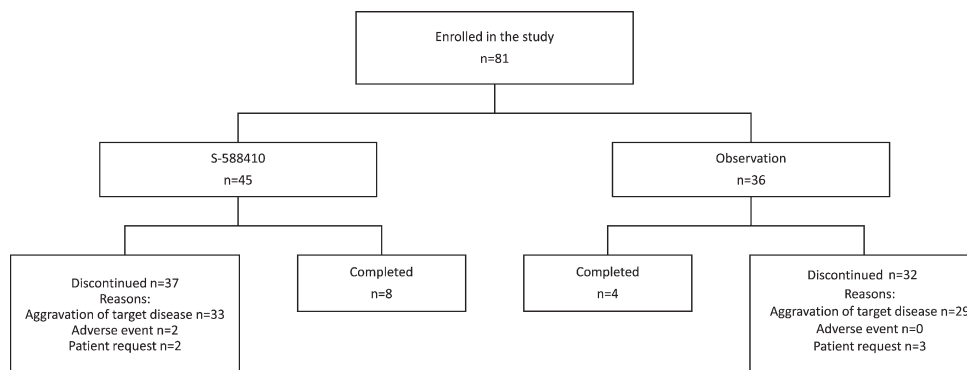 Enrolled in the study
n=81
S-588410
n=45
Observation
n=36
Discontinued n=37
Reasons:
Aggravation of target disease n=33
Adverse event n=2
Patient request n=2
Completed
n=8
Completed
n=4
Discontinued n=32
Reasons:
Aggravation of target disease n=29
Adverse event n=0
Patient request n=3